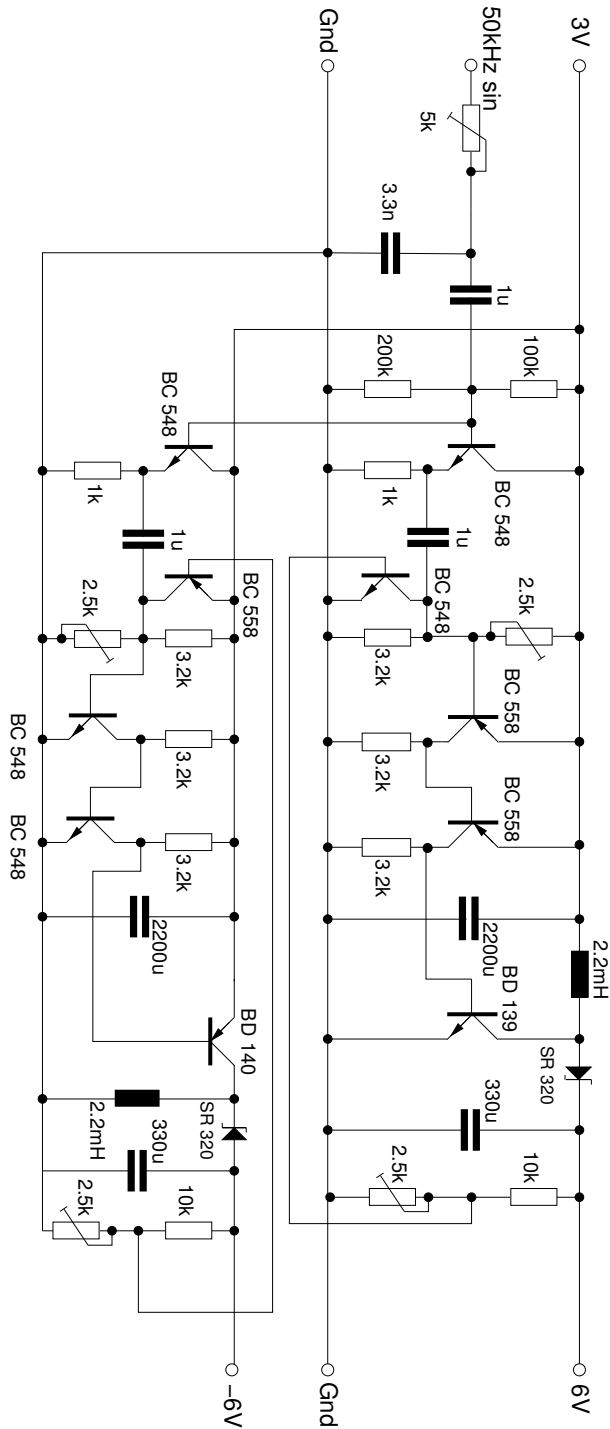 2.2mH
3V
6V
SR 320
100k
2.5k
10k
BC 548
BC 558
BC 558
BD 139
50kHz sin
1u
330u
2200u
5k
1u
BC 548
3.3n
200k
1k
3.2k
3.2k
3.2k
2.5k
Gnd
Gnd
BC 558
BD 140
−6V
SR 320
BC 548
1u
3.2k
3.2k
3.2k
10k
2200u
330u
1k
2.5k
2.2mH
2.5k
BC 548
BC 548